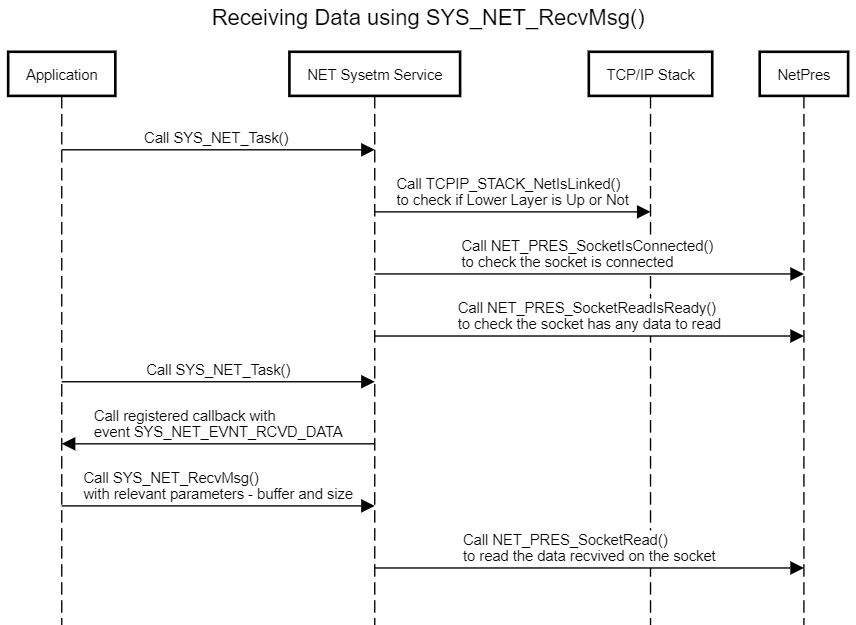 Receiving Data using SYS_NET_RecvMsg()
Application
NET Sysetm Service
TCP/IP Stack
NetPres
Call SYS_NET_Task()
Call TCPIP_STACK_NetIsLinked()
to check if Lower Layer is Up or Not
Call NET_PRES_SocketIsConnected()
to check the socket is connected
Call NET_PRES_SocketReadIsReady()
to check the socket has any data to read
Call SYS_NET_Task()
Call registered callback with
event SYS_NET_EVNT_RCVD_DATA
Call SYS_NET_RecvMsg()
with relevant parameters - buffer and size
Call NET_PRES_SocketRead()
to read the data recvived on the socket